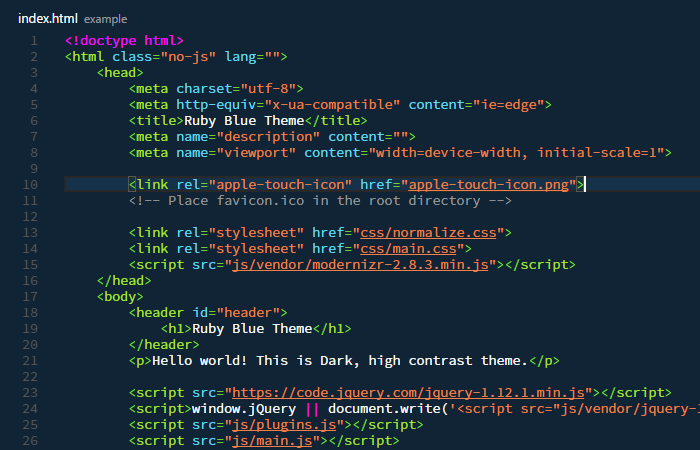 index.html example
1 <!doctype html>
2 <html class="no-js" lang="">
3 <head>
4 <meta charset="utf-8">
5 <meta http-equiv="x-ua-compatible" content="ie=edge">
6 <title>Ruby Blue Theme</title>
7 <meta name="description" content="">
8 <meta name="viewport" content="width=device-width, initial-scale=1">
9
10 <link rel="apple-touch-icon" href="apple-touch-icon.png">
11 <!-- Place favicon.ico in the root directory -->
12
13 <link rel="stylesheet" href="css/normalize.css">
14 <link rel="stylesheet" href="css/main.css">
15 <script src="js/vendor/modernizr-2.8.3.min.js"></script>
16 </head>
17 <body>
18 <header id="header">
19 <h1>Ruby Blue Theme</h1>
20 </header>
21 <p>Hello world! This is Dark, high contrast theme.</p>
22
23 <script src="https://code.jquery.com/jquery-1.12.1.min.js"></script>
24 <script>window.jQuery || document.write('<script src="js/vendor/jquery-1
25 <script src="js/plugins.js"></script>
26 <script src="js/main.js"></script>